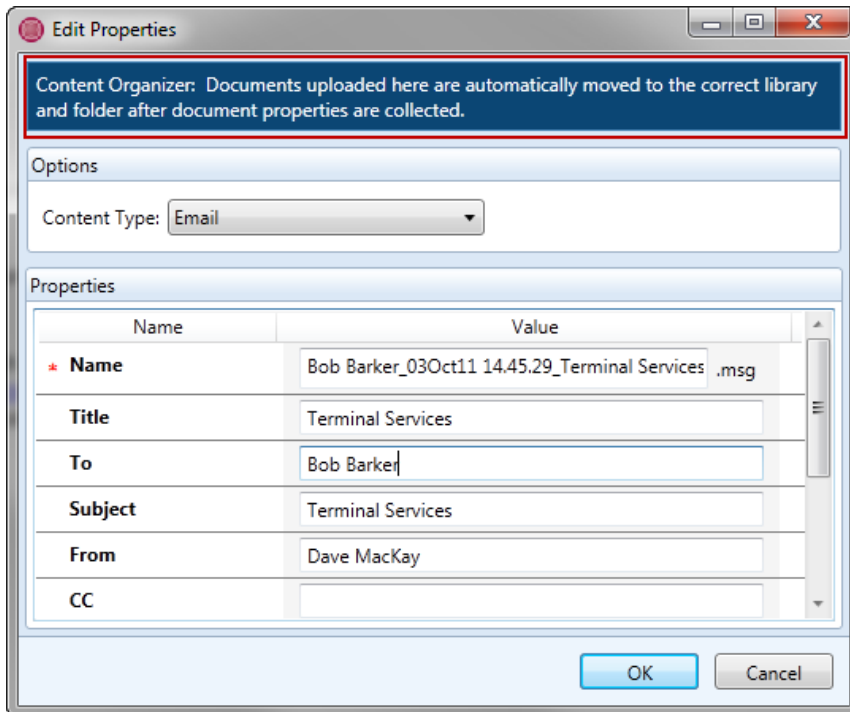 Edit Properties
Content Organizer: Documents uploaded here are automatically moved to the correct library
and folder after document properties are collected.
Options
Content Type: Email
Properties
Name Value
* Name Bob Barker_03Oct11 14.45.29_Terminal Services .msg
Title Terminal Services
To Bob Barker
Subject Terminal Services
From Dave MacKay
CC
OK Cancel